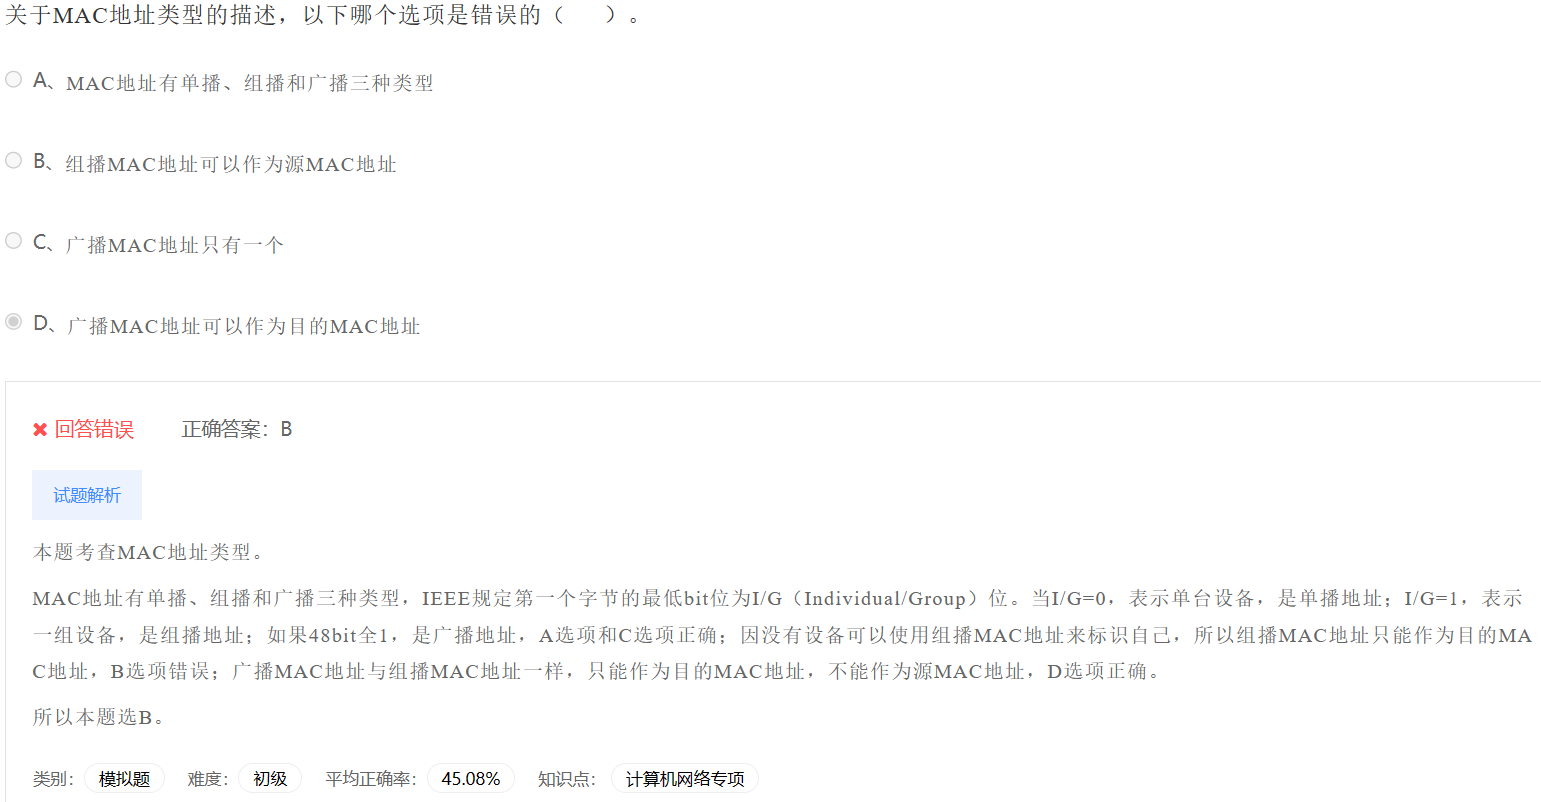 关于MAC地址类型的描述，以下哪个选项是错误的（　　）。
A、MAC地址有单播、组播和广播三种类型
B、组播MAC地址可以作为源MAC地址
C、广播MAC地址只有一个
D、广播MAC地址可以作为目的MAC地址
回答错误 正确答案：B
试题解析
本题考查MAC地址类型。
MAC地址有单播、组播和广播三种类型，IEEE规定第一个字节的最低bit位为I/G（Individual/Group）位。当I/G=0，表示单台设备，是单播地址；I/G=1，表示
一组设备，是组播地址；如果48bit全1，是广播地址，A选项和C选项正确；因没有设备可以使用组播MAC地址来标识自己，所以组播MAC地址只能作为目的MA
C地址，B选项错误；广播MAC地址与组播MAC地址一样，只能作为目的MAC地址，不能作为源MAC地址，D选项正确。
所以本题选B。
类别： 模拟题 难度： 初级 平均正确率： 45.08% 知识点： 计算机网络专项